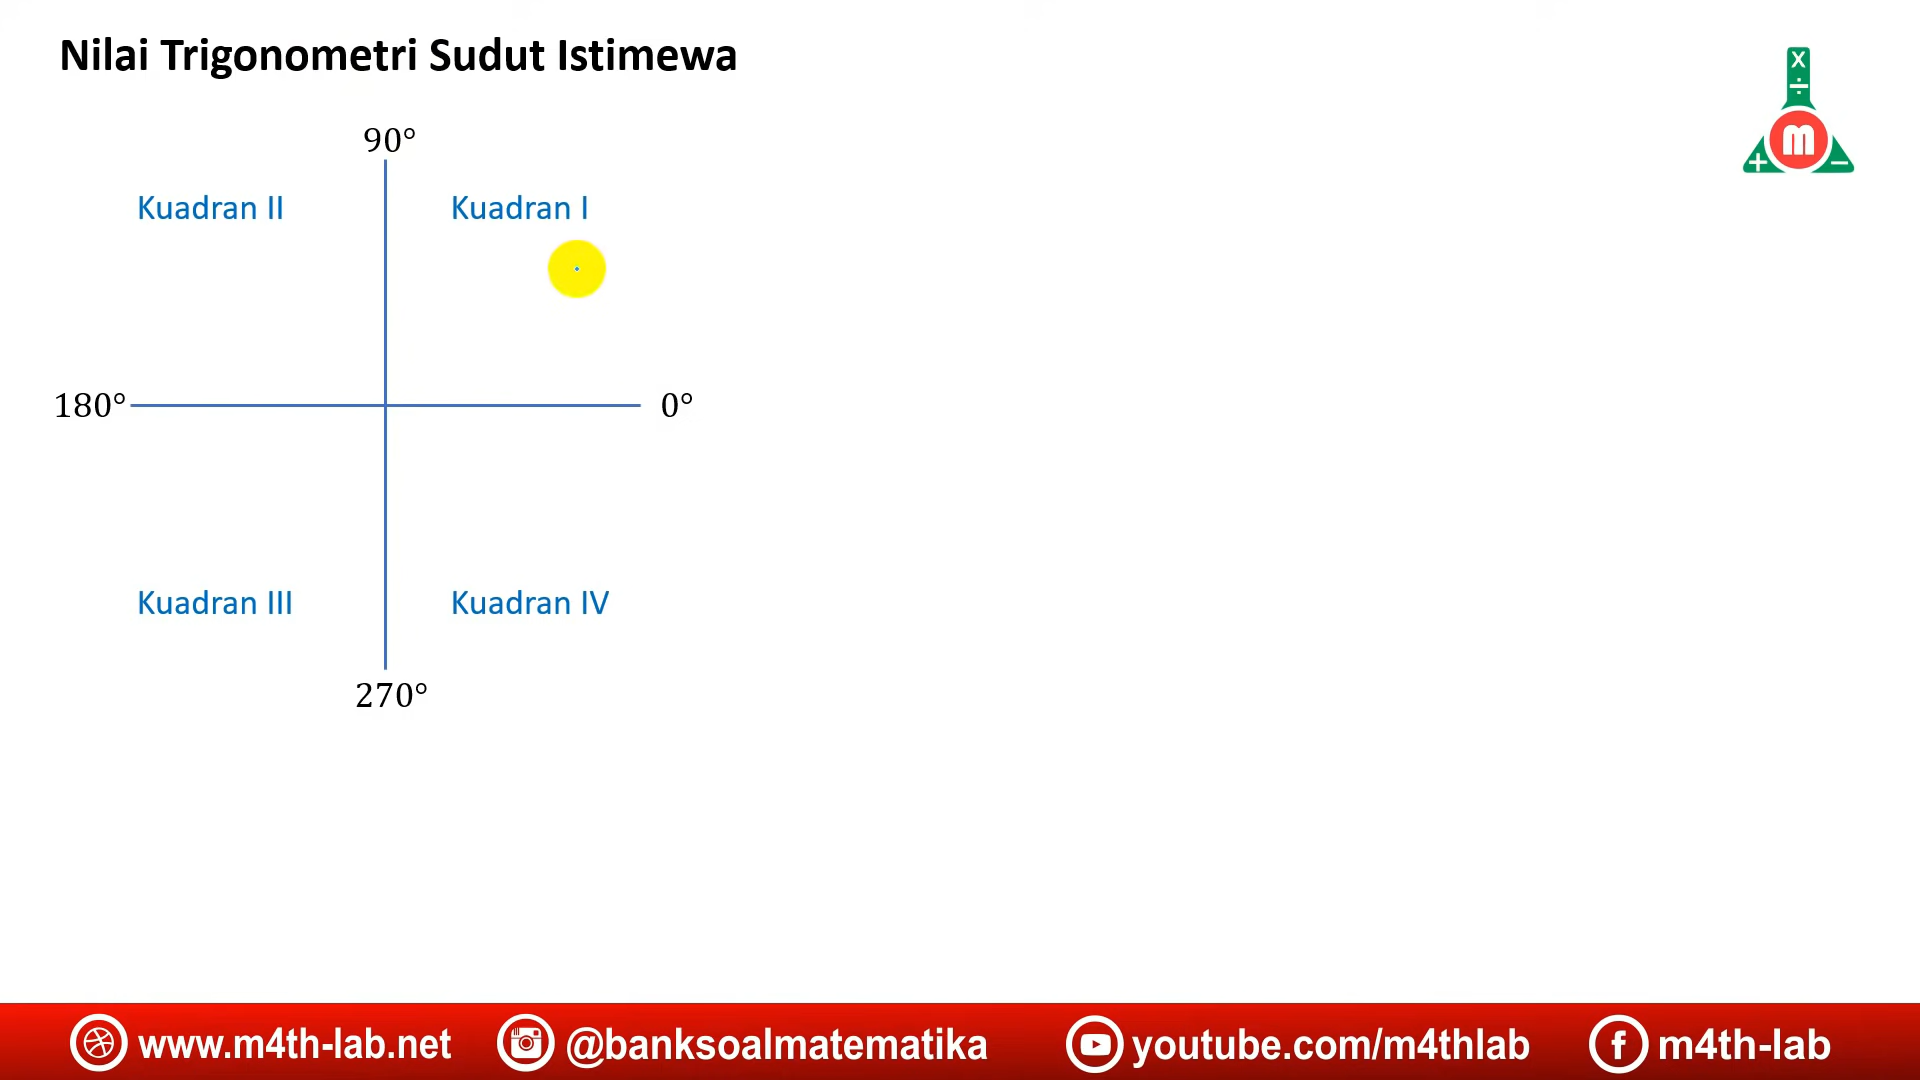 Nilai Trigonometri Sudut Istimewa
X
÷
m
+ −
90°
Kuadran II
Kuadran I
180°
0°
Kuadran III
Kuadran IV
270°
www.m4th-lab.net
@banksoalmatematika
youtube.com/m4thlab
m4th-lab